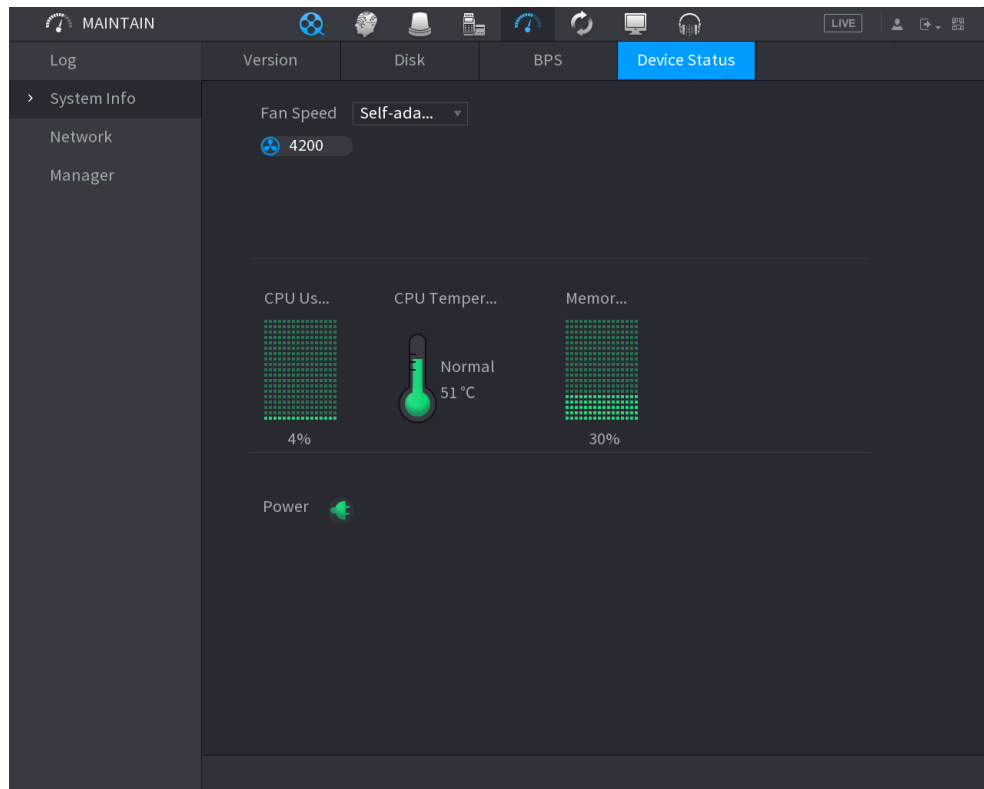 MAINTAIN
LIVE
Log
Version
Disk
BPS
Device Status
System Info
Network
Manager
Fan Speed
Self-ada...
4200
CPU Us...
CPU Temper...
Memor...
Normal
51°C
4%
30%
Power